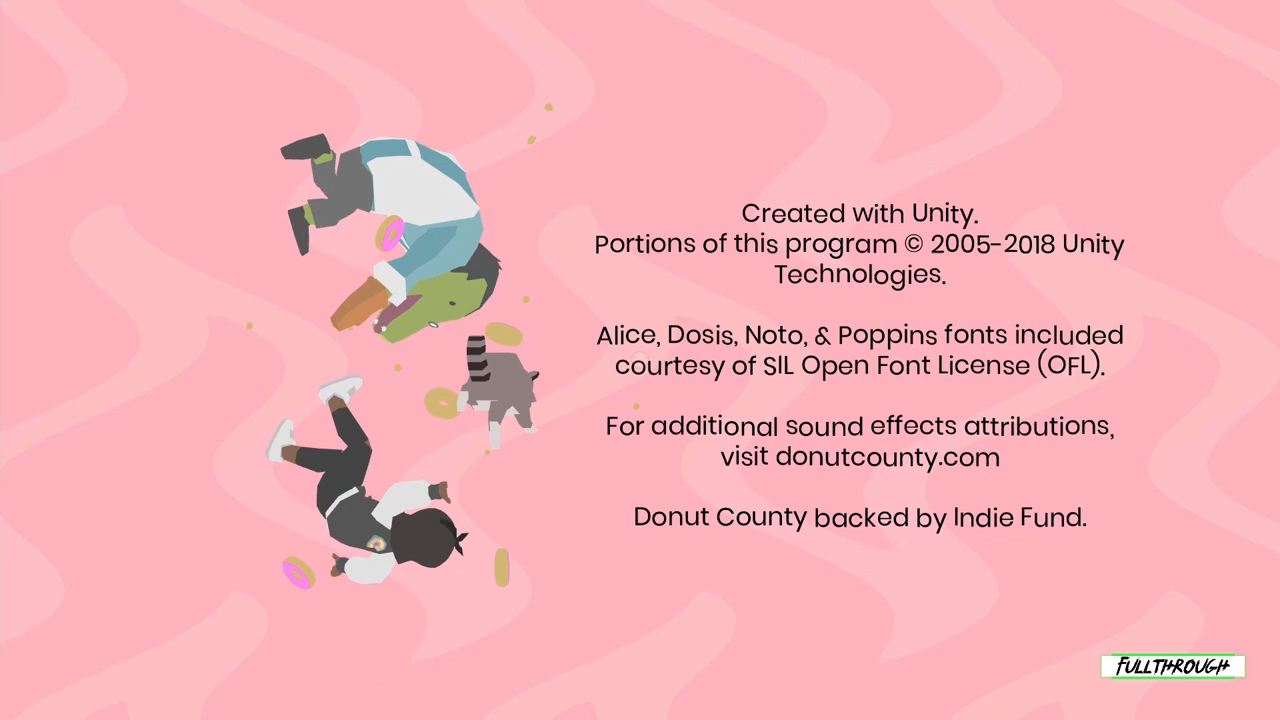 Created with Unity.
Portions of this program © 2005-2018 Unity
Technologies.
Alice, Dosis, Noto, & Poppins fonts included
courtesy of SIL Open Font License (OFL).
For additional sound effects attributions,
visit donutcounty.com
Donut County backed by Indie Fund.
FULLTHROUGH